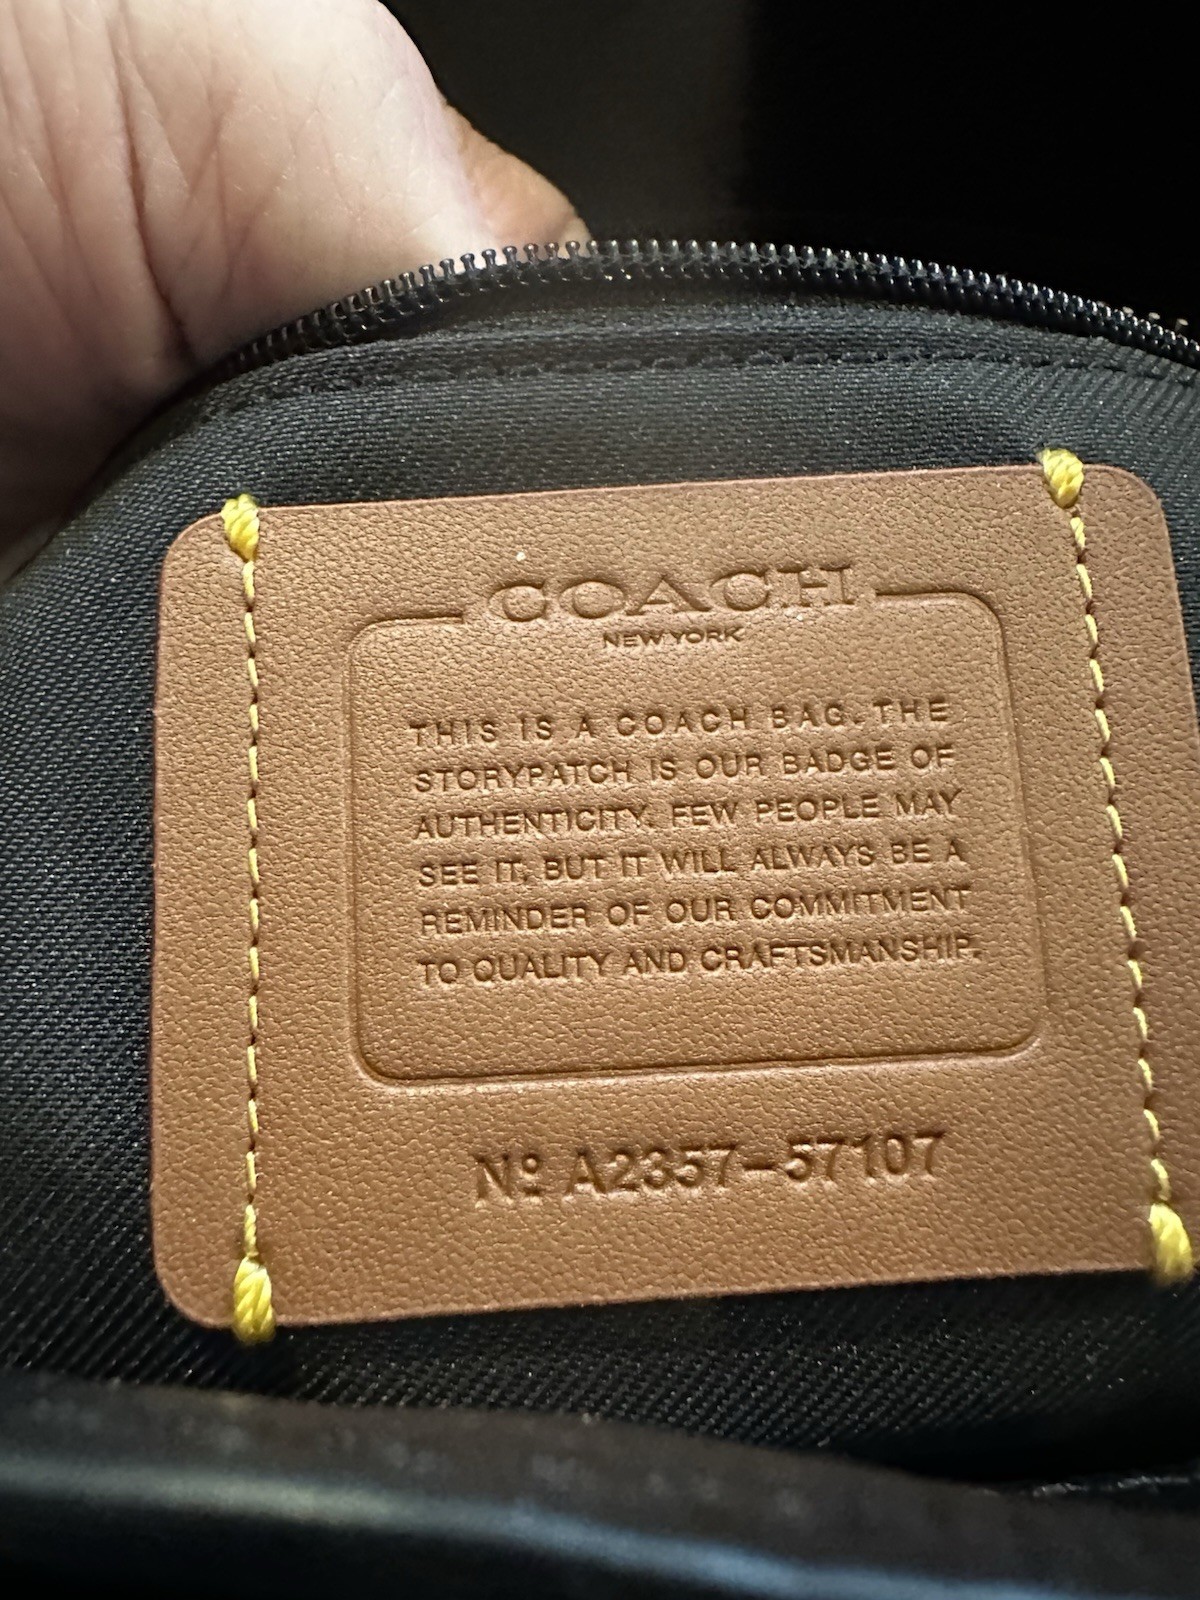 COACH
NEW YORK
THIS IS A COACH BAG. THE
STORYPATCH IS OUR BADGE OF
AUTHENTICITY. FEW PEOPLE MAY
SEE IT, BUT IT WILL ALWAYS BE A
REMINDER OF OUR COMMITMENT
TO QUALITY AND CRAFTSMANSHIP.
Nº A2357-57107